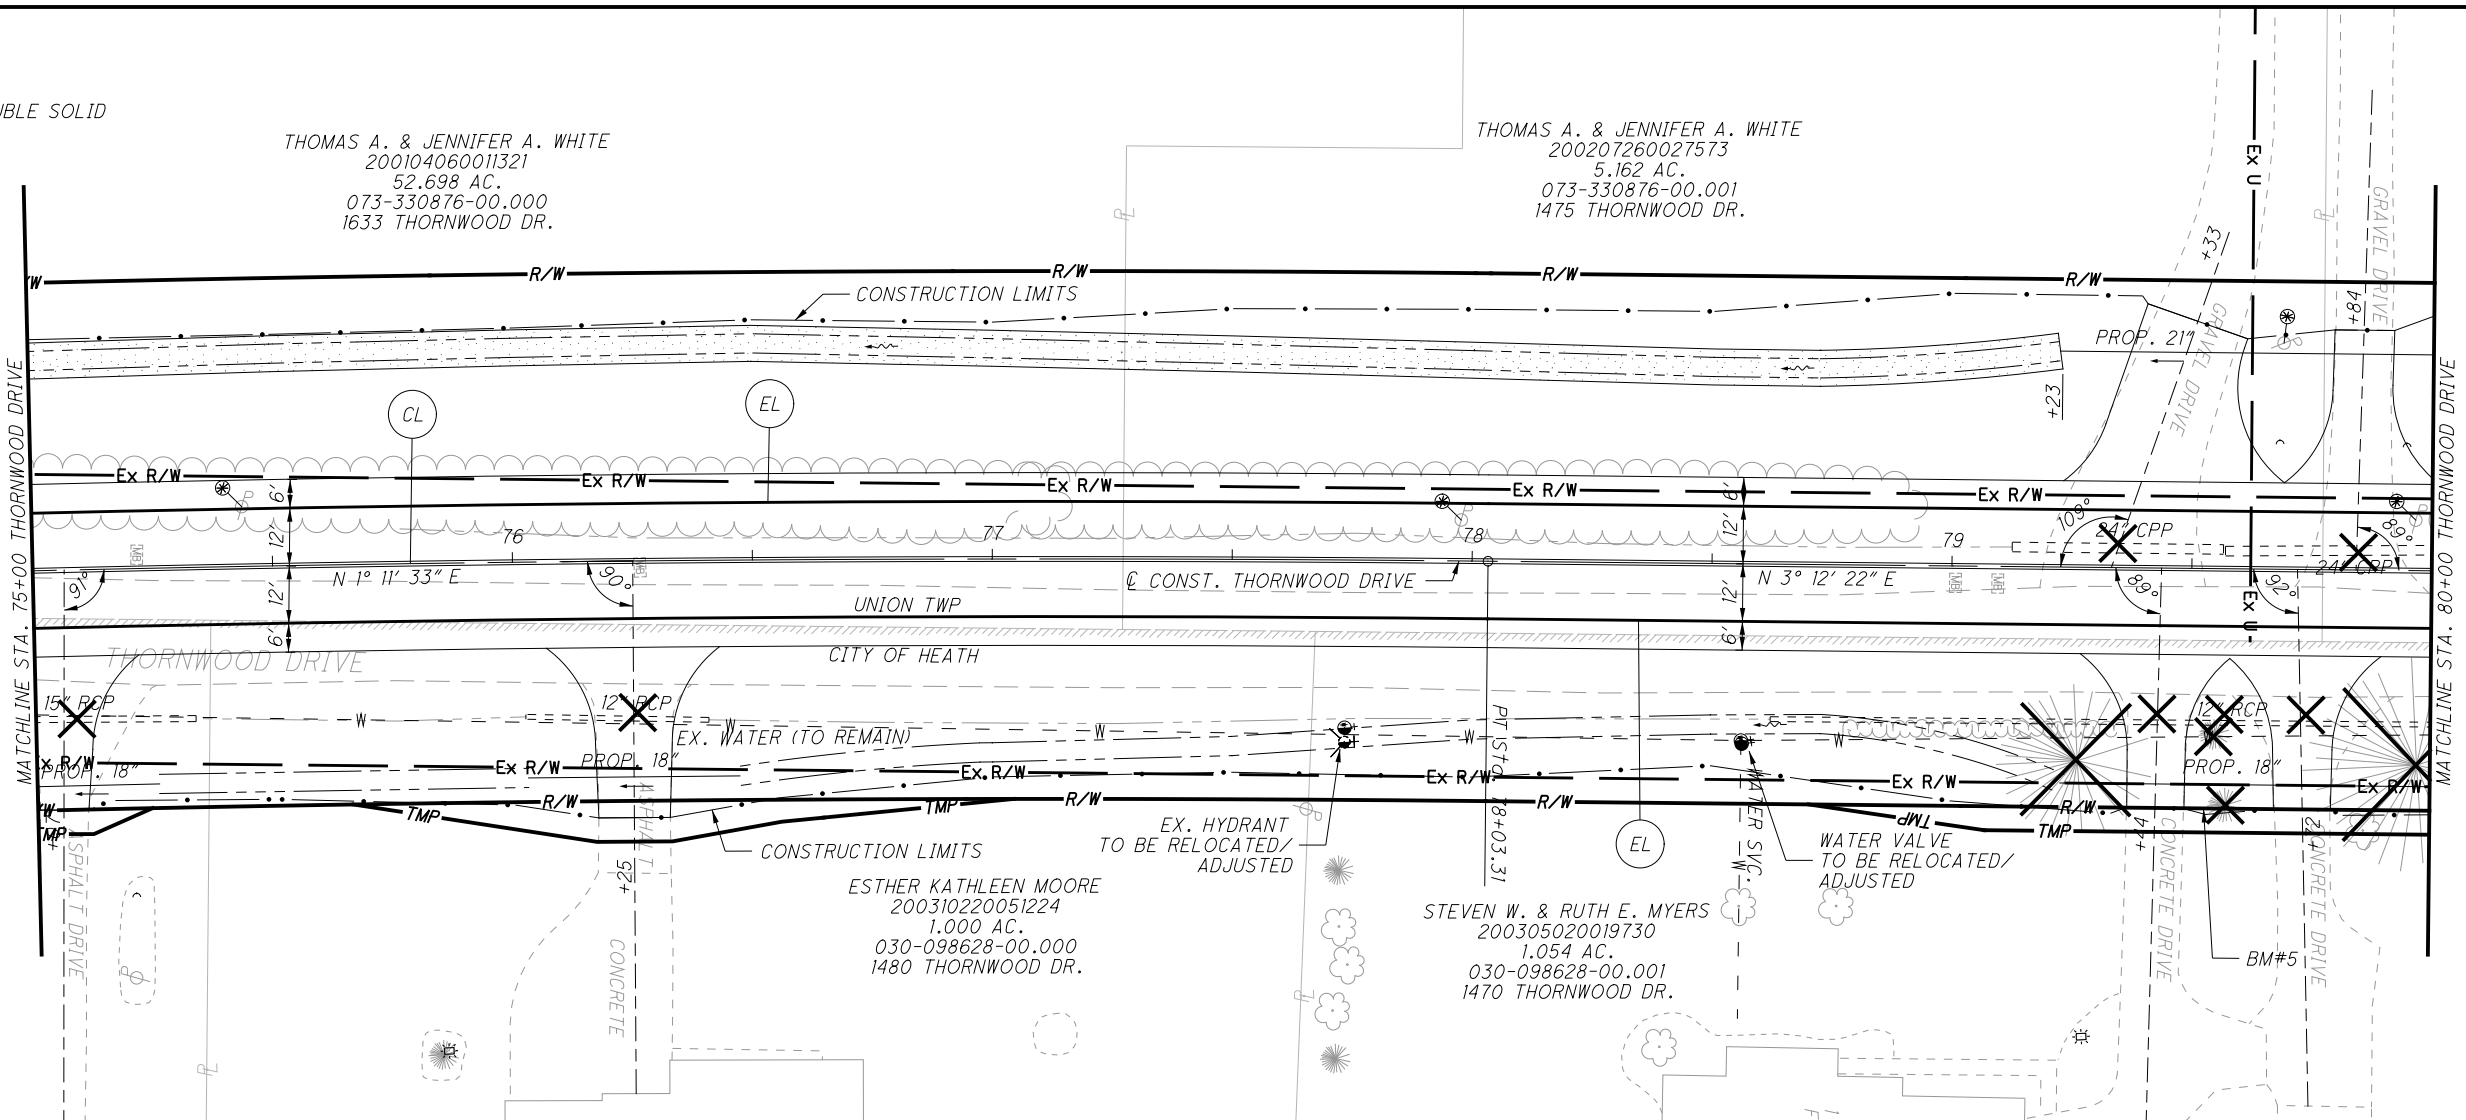 UBLE SOLID
THOMAS A. & JENNIFER A. WHITE
200104060011321
52.698 AC.
073-330876-00.000
1633 THORNWOOD DR.
THOMAS A. & JENNIFER A. WHITE
200207260027573
5.162 AC.
073-330876-00.001
1475 THORNWOOD DR.
Ex U
GRAVEL DRIVE
+33
+84
/W
R/W
R/W
R/W
R/W
CONSTRUCTION LIMITS
PROP. 21"
GRAVEL DRIVE
+23
MATCHLINE STA. 75+00 THORNWOOD DRIVE
MATCHLINE STA. 80+00 THORNWOOD DRIVE
CL
EL
Ex R/W
Ex R/W
Ex R/W
Ex R/W
Ex R/W
6'
12'
12'
6'
6'
12'
12'
6'
MB
MB
MB
MB
76
77
78
79
109°
24" CPP
89°
24" CPP
91°
N 1° 11' 33" E
90°
℄ CONST. THORNWOOD DRIVE
N 3° 12' 22" E
89°
92°
Ex U
UNION TWP
THORNWOOD DRIVE
CITY OF HEATH
15" RCP
12" RCP
12" RCP
W
W
W
W
W
EX. WATER (TO REMAIN)
x R/W
PROP. 18"
Ex R/W
PROP. 18"
Ex R/W
Ex R/W
Ex R/W
PROP. 18"
Ex R/W
/W
R/W
R/W
R/W
R/W
TMP
TMP
TMP
TMP
TMP
PT Sta. 78+03.31
WATER SVC.
W
CONSTRUCTION LIMITS
EX. HYDRANT
TO BE RELOCATED/
ADJUSTED
EL
WATER VALVE
TO BE RELOCATED/
ADJUSTED
+25
+44
+72
SPHALT DRIVE
ASPHALT
CONCRETE
CONCRETE DRIVE
CONCRETE DRIVE
ESTHER KATHLEEN MOORE
200310220051224
1.000 AC.
030-098628-00.000
1480 THORNWOOD DR.
STEVEN W. & RUTH E. MYERS
200305020019730
1.054 AC.
030-098628-00.001
1470 THORNWOOD DR.
BM#5